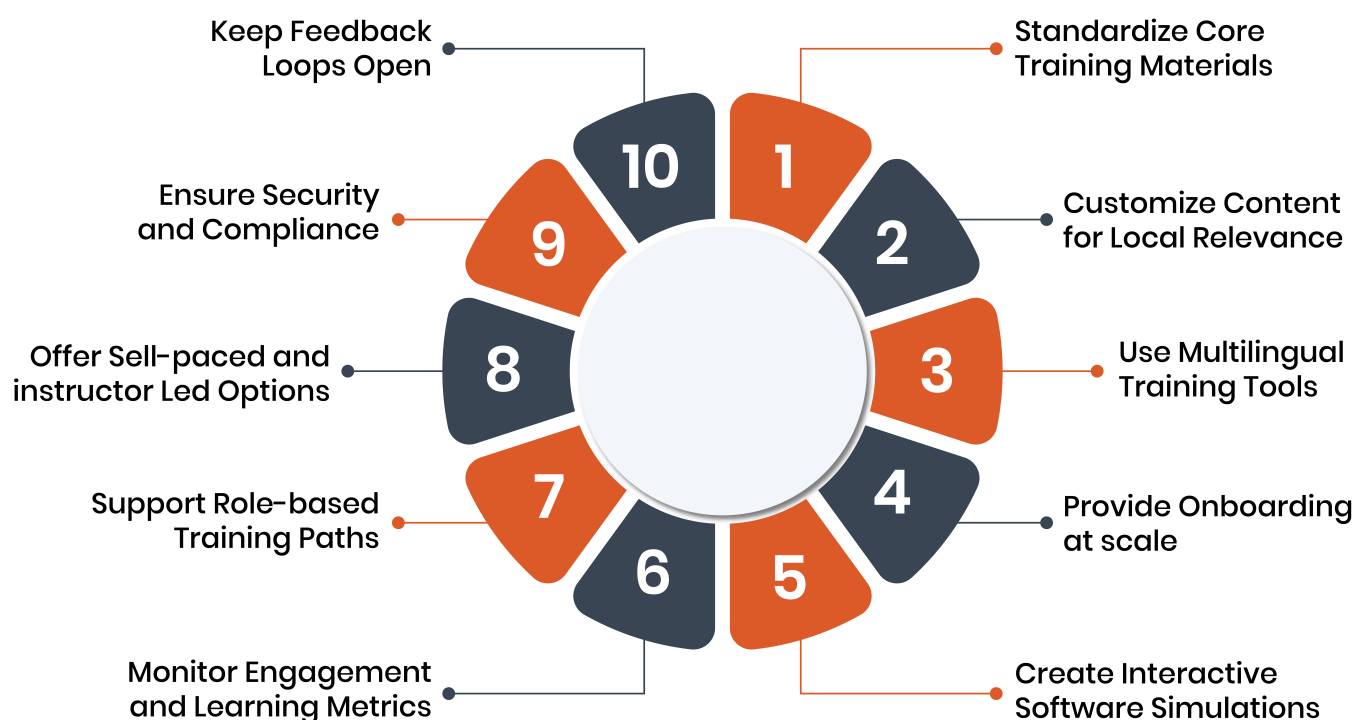 1
Standardize Core
Training Materials
2
Customize Content
for Local Relevance
3
Use Multilingual
Training Tools
4
Provide Onboarding
at scale
5
Create Interactive
Software Simulations
6
Monitor Engagement
and Learning Metrics
7
Support Role-based
Training Paths
8
Offer Sell-paced and
instructor Led Options
9
Ensure Security
and Compliance
10
Keep Feedback
Loops Open